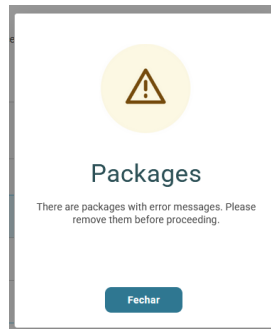 Packages
There are packages with error messages. Please
remove them before proceeding.
Fechar